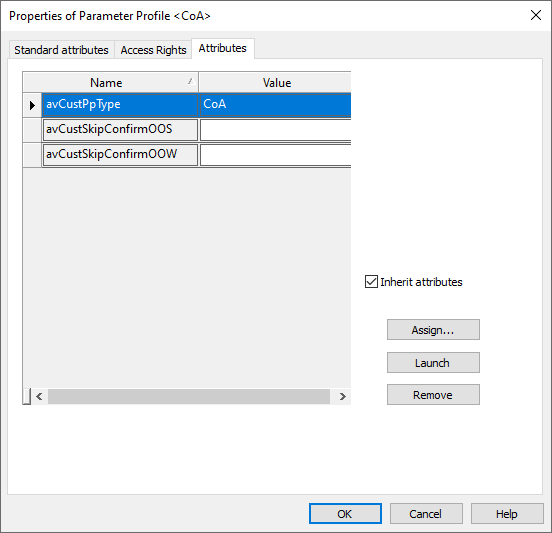 Properties of Parameter Profile <CoA>
Standard attributes Access Rights Attributes
Name Value
avCustPpType CoA
avCustSkipConfirmOOS
avCustSkipConfirmOOW
Inherit attributes
Assign...
Launch
Remove
OK Cancel Help